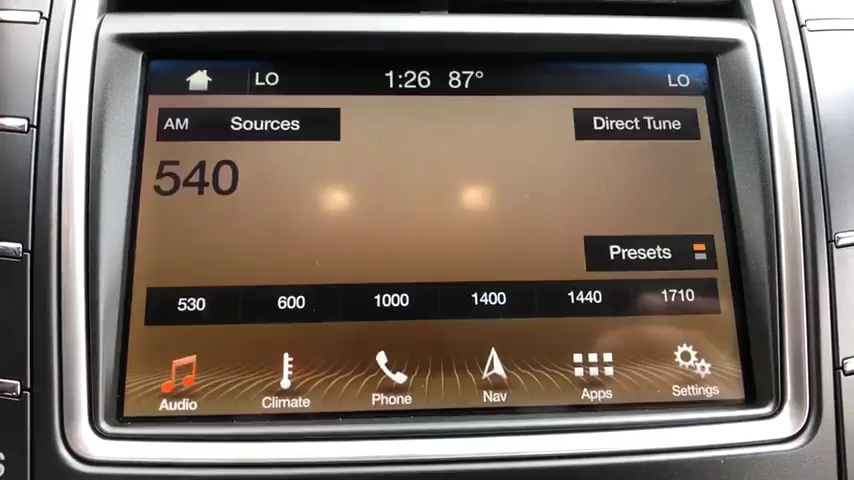 LO 1:26 87° LO
AM Sources Direct Tune
540
Presets
530 600 1000 1400 1440 1710
Audio Climate Phone Nav Apps Settings
S